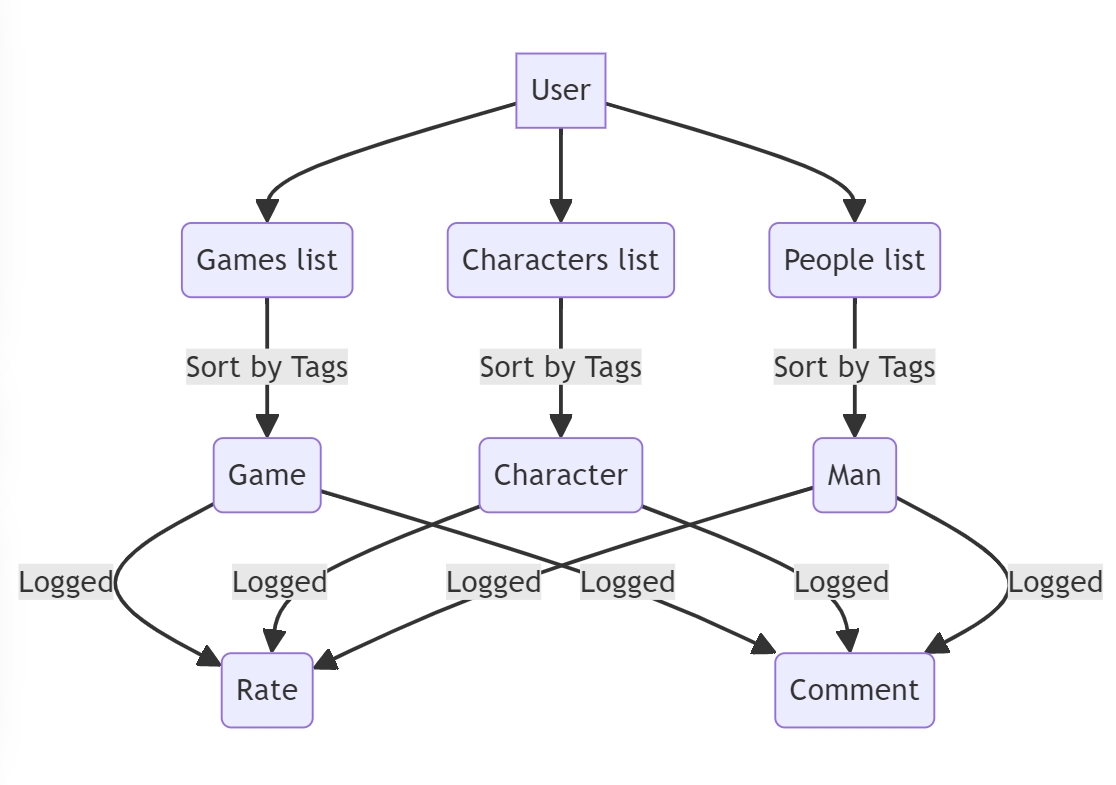 User
Games list
Characters list
People list
Sort by Tags
Sort by Tags
Sort by Tags
Game
Character
Man
Logged
Logged
Logged
Logged
Logged
Logged
Rate
Comment